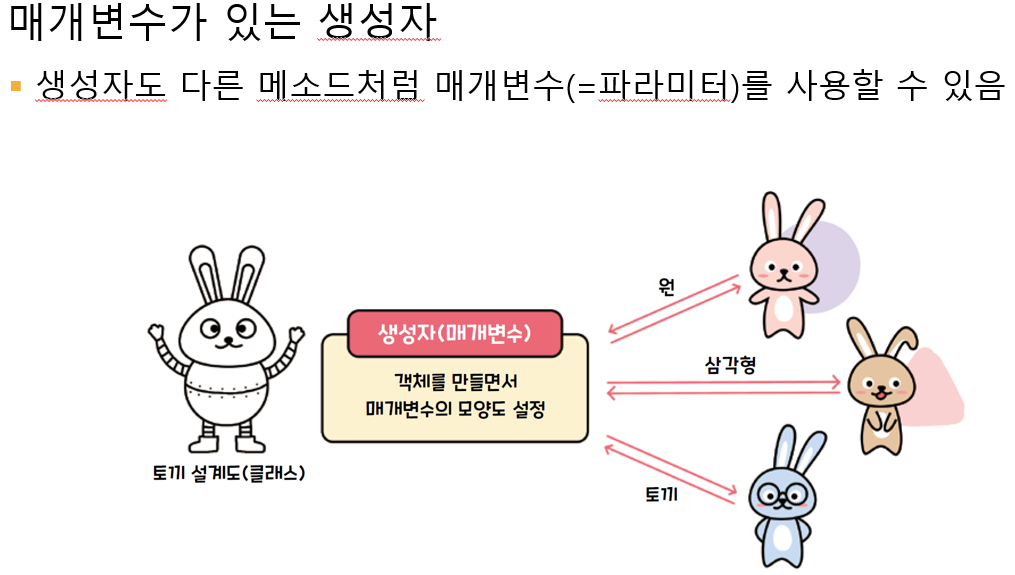 매개변수가 있는 생성자
생성자도 다른 메소드처럼 매개변수(=파라미터)를 사용할 수 있음
원
생성자(매개변수)
삼각형
객체를 만들면서
매개변수의 모양도 설정
토끼 설계도(클래스)
토끼